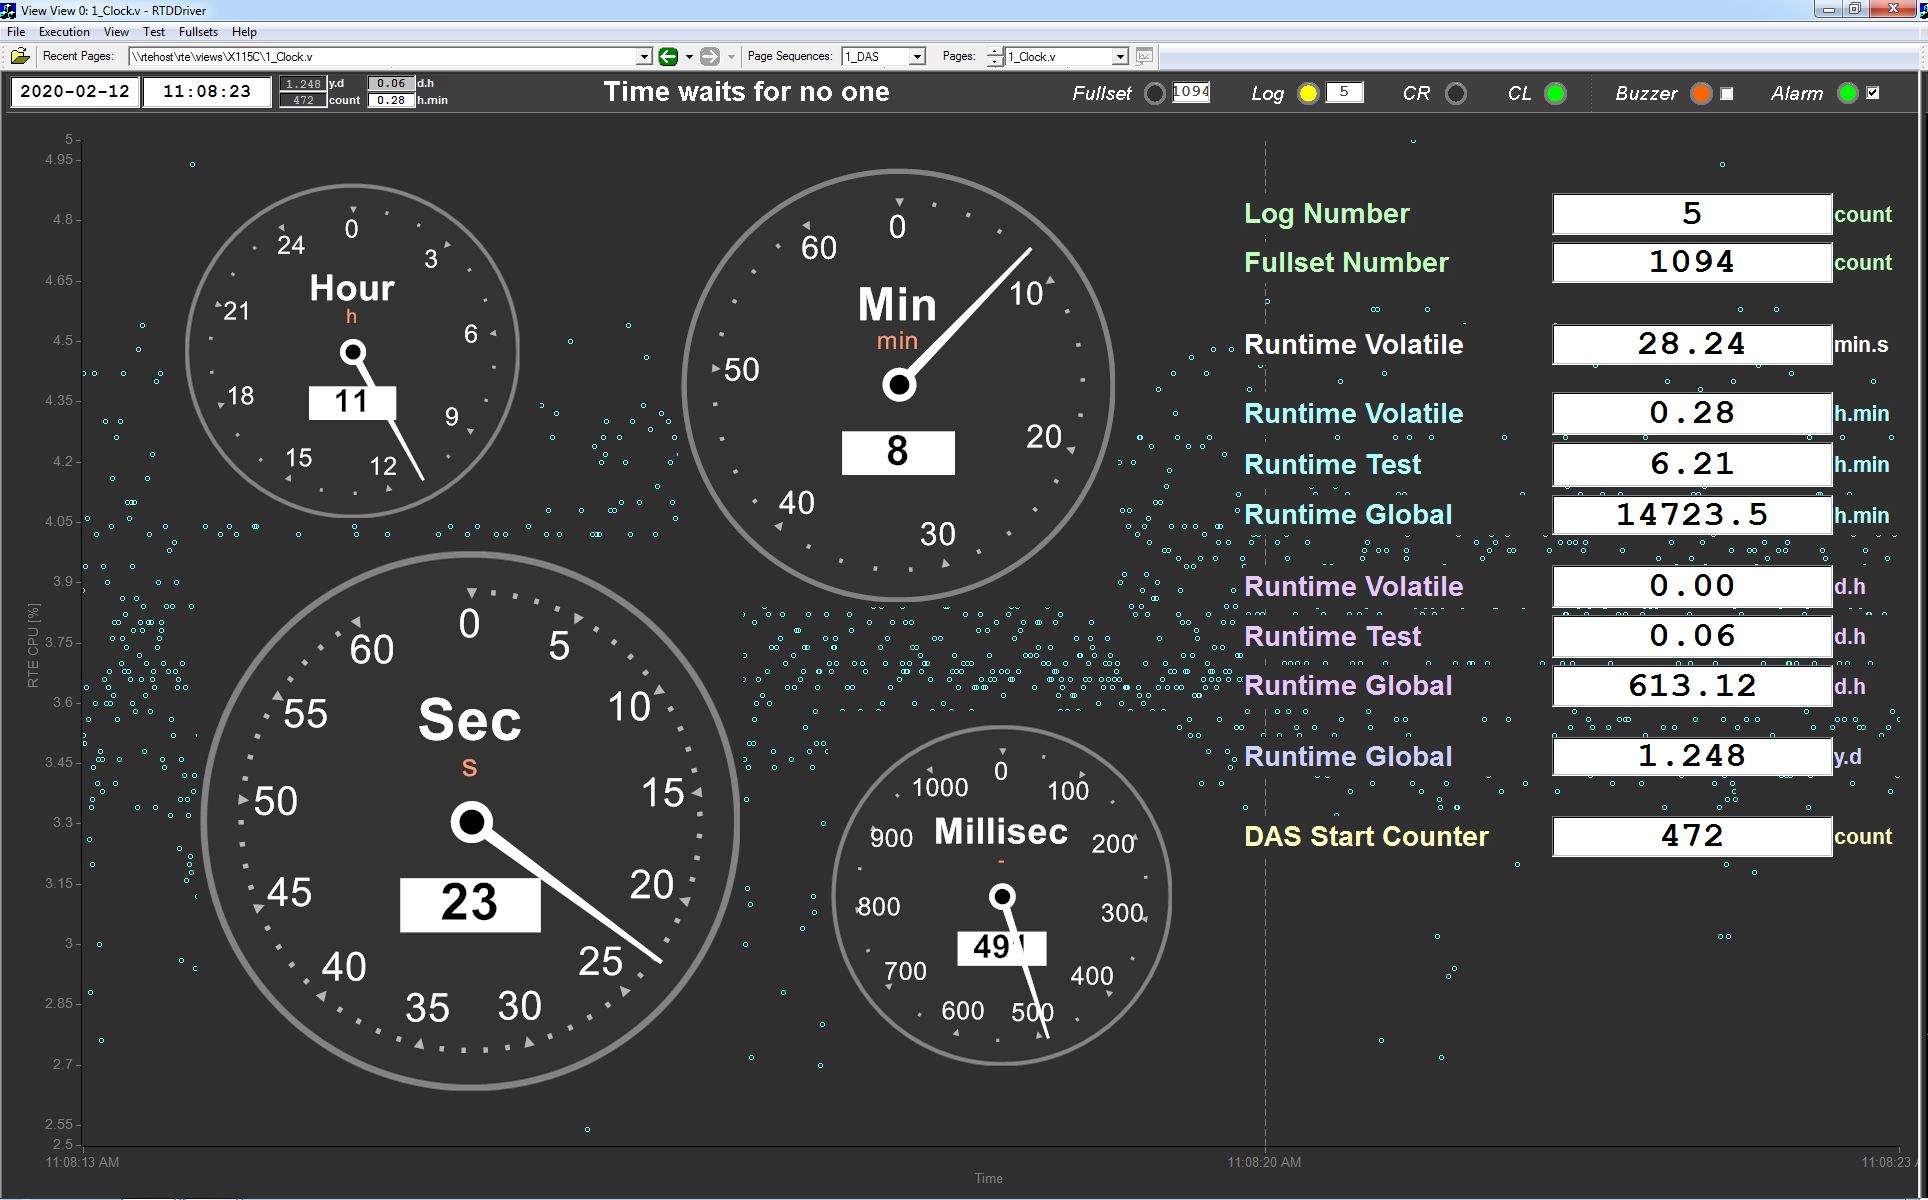 View View 0: 1_Clock.v - RTDDriver
File Execution View Test Fullsets Help
Recent Pages: \\rtehost\rte\views\X115C\1_Clock.v Page Sequences: 1_DAS Pages: 1_Clock.v
2020-02-12 11:08:23 1.248 y.d 0.06 d.h
472 count 0.28 h.min
Time waits for no one
Fullset 1094 Log 5 CR CL Buzzer Alarm
5
4.95
4.8
4.65
4.5
4.35
4.2
4.05
3.9
3.75
3.6
3.45
3.3
3.15
3
2.85
2.7
2.55
2.5
RTE CPU [%]
11:08:13 AM 11:08:20 AM 11:08:23
Time
Hour
h
0 3 6 9 12 15 18 21 24
11
Min
min
0 10 20 30 40 50 60
8
Sec
s
0 5 10 15 20 25 30 35 40 45 50 55 60
23
Millisec
-
0 100 200 300 400 500 600 700 800 900 1000
491
Log Number 5 count
Fullset Number 1094 count
Runtime Volatile 28.24 min.s
Runtime Volatile 0.28 h.min
Runtime Test 6.21 h.min
Runtime Global 14723.5 h.min
Runtime Volatile 0.00 d.h
Runtime Test 0.06 d.h
Runtime Global 613.12 d.h
Runtime Global 1.248 y.d
DAS Start Counter 472 count